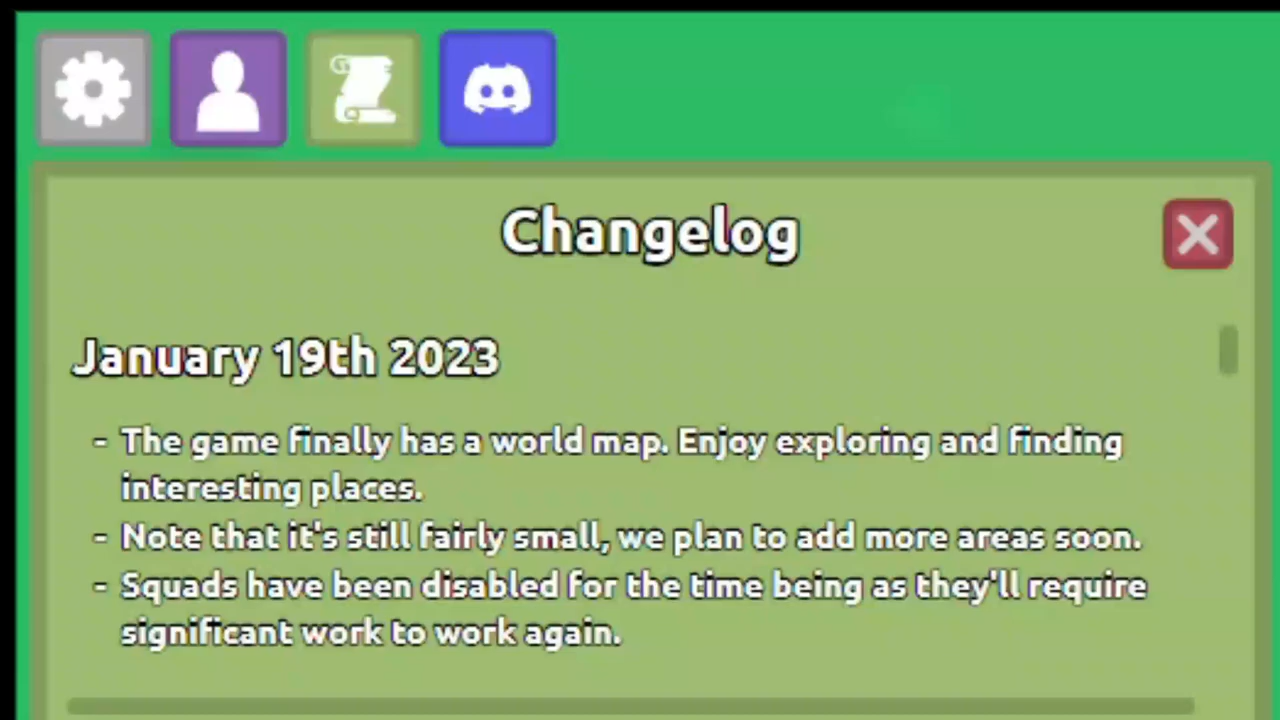 Changelog
January 19th 2023
- The game finally has a world map. Enjoy exploring and finding
interesting places.
- Note that it's still fairly small, we plan to add more areas soon.
- Squads have been disabled for the time being as they'll require
significant work to work again.